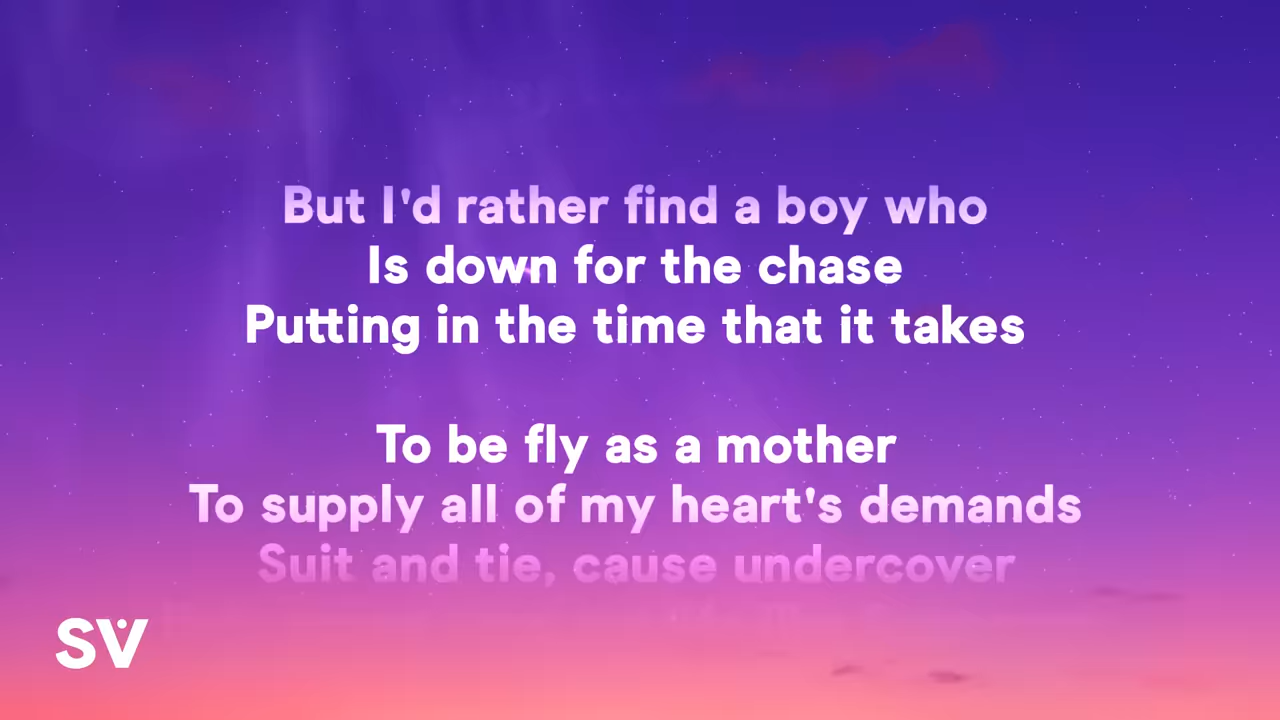 But I'd rather find a boy who
Is down for the chase
Putting in the time that it takes
To be fly as a mother
To supply all of my heart's demands
Suit and tie, cause undercover
SV